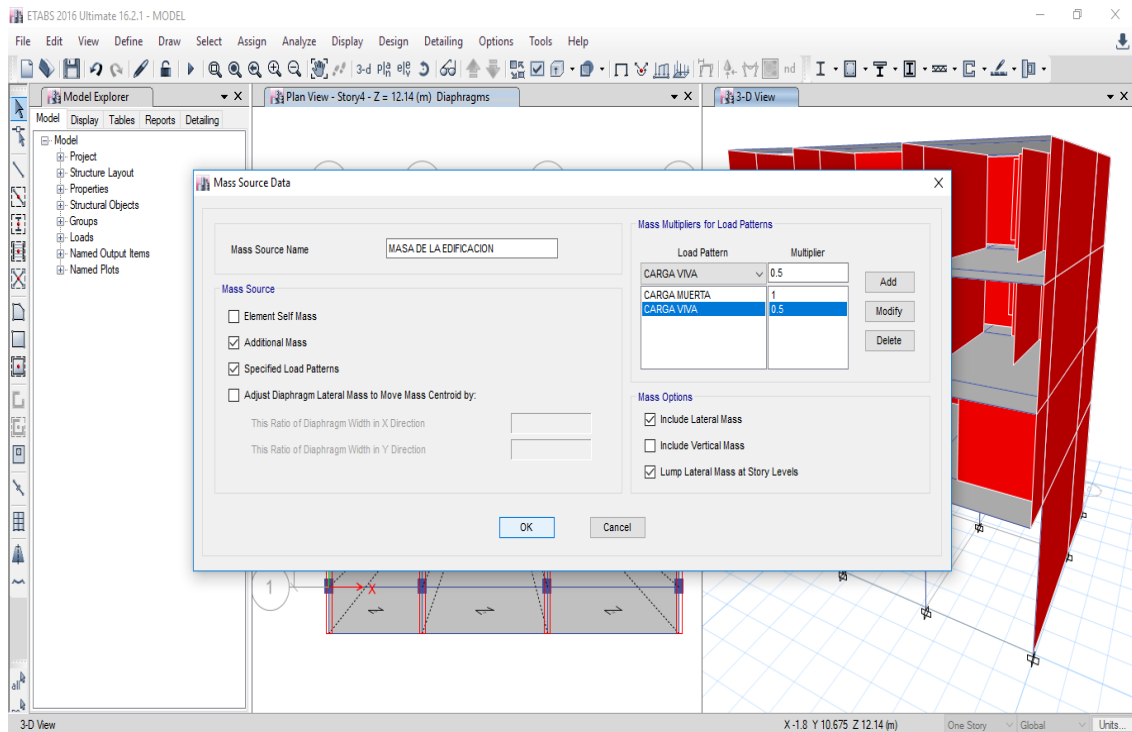 ETABS 2016 Ultimate 16.2.1 - MODEL
File Edit View Define Draw Select Assign Analyze Display Design Detailing Options Tools Help
3-d nd
Model Explorer
Plan View - Story4 - Z = 12.14 (m) Diaphragms
3-D View
Model Display Tables Reports Detailing
Model
Project
Structure Layout
Properties
Structural Objects
Groups
Loads
Named Output Items
Named Plots
Mass Source Data
Mass Source Name MASA DE LA EDIFICACION
Mass Source
Element Self Mass
Additional Mass
Specified Load Patterns
Adjust Diaphragm Lateral Mass to Move Mass Centroid by:
This Ratio of Diaphragm Width in X Direction
This Ratio of Diaphragm Width in Y Direction
Mass Multipliers for Load Patterns
Load Pattern Multiplier
CARGA VIVA 0.5
CARGA MUERTA 1
CARGA VIVA 0.5
Add
Modify
Delete
Mass Options
Include Lateral Mass
Include Vertical Mass
Lump Lateral Mass at Story Levels
OK Cancel
1 X
all
3-D View X -1.8 Y 10.675 Z 12.14 (m) One Story Global Units...